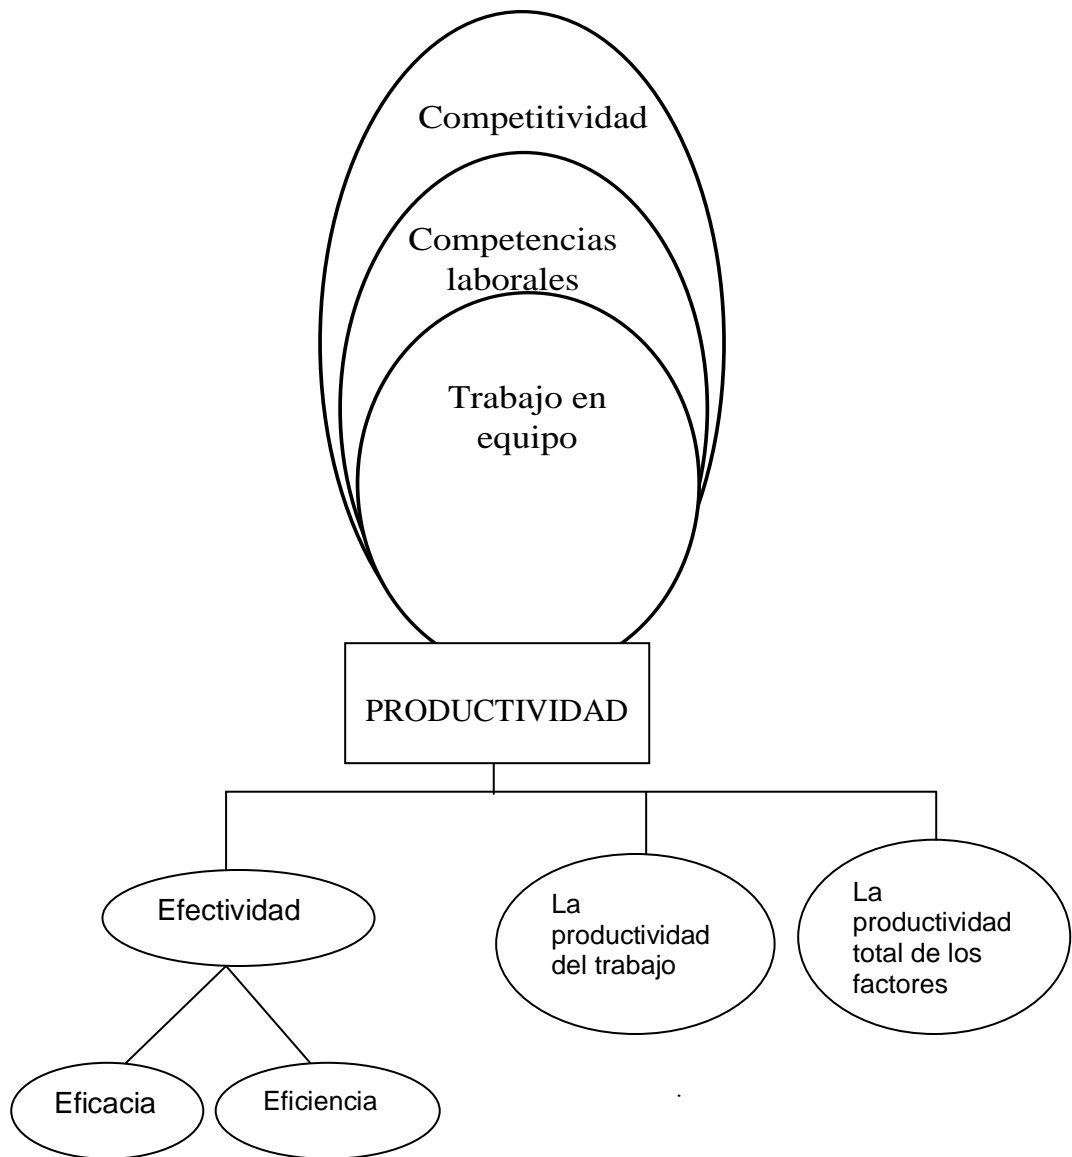 Competitividad
Competencias
laborales
Trabajo en
equipo
PRODUCTIVIDAD
Efectividad
La
productividad
del trabajo
La
productividad
total de los
factores
Eficacia
Eficiencia